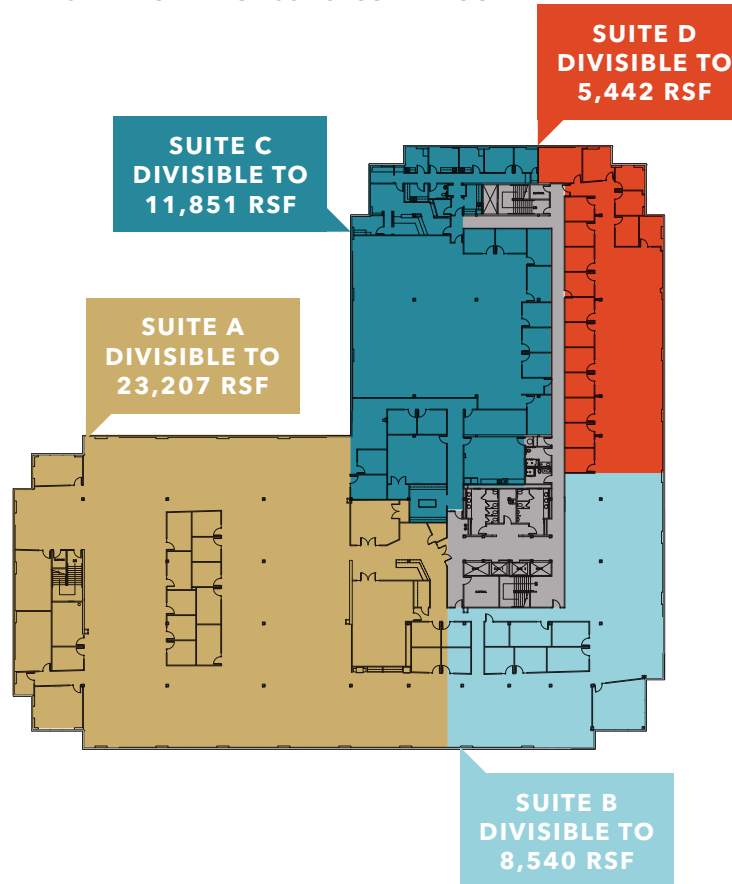 SUITE D
DIVISIBLE TO
5,442 RSF
SUITE C
DIVISIBLE TO
11,851 RSF
SUITE A
DIVISIBLE TO
23,207 RSF
SUITE B
DIVISIBLE TO
8,540 RSF